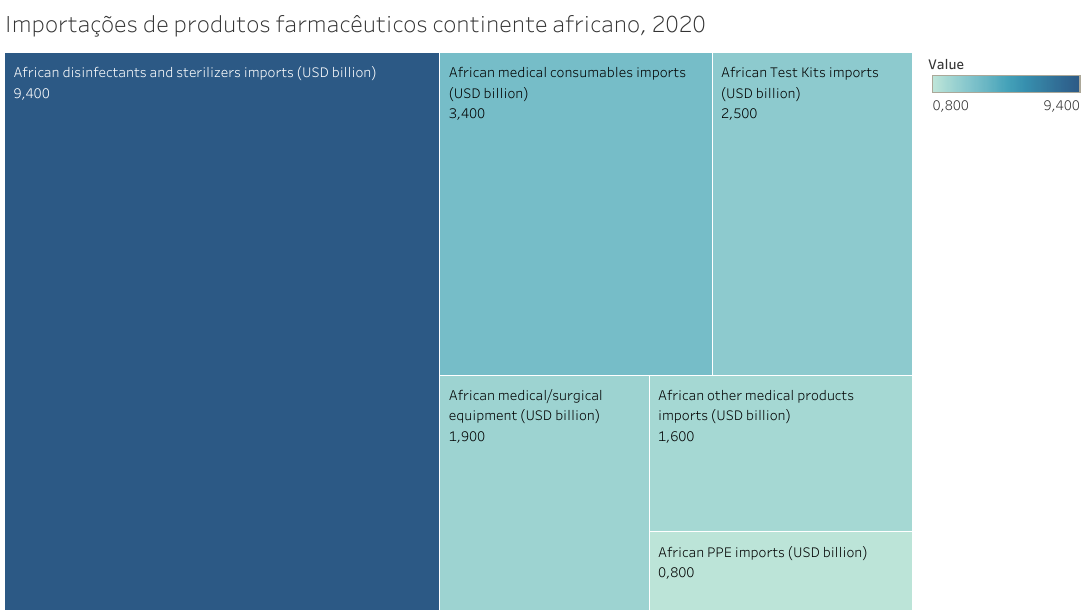 Importações de produtos farmacêuticos continente africano, 2020
African disinfectants and sterilizers imports (USD billion)
9,400
African medical consumables imports
(USD billion)
3,400
African Test Kits imports
(USD billion)
2,500
African medical/surgical
equipment (USD billion)
1,900
African other medical products
imports (USD billion)
1,600
African PPE imports (USD billion)
0,800
Value
0,800 9,400